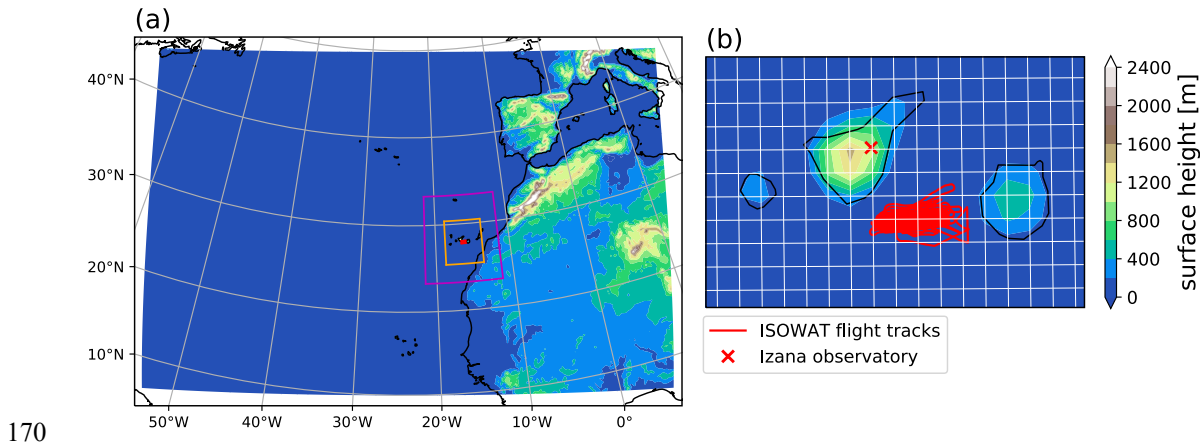 (a)
(b)
40°N
30°N
20°N
10°N
50°W
40°W
30°W
20°W
10°W
0°
2400
2000
1600
1200
800
400
0
surface height [m]
ISOWAT flight tracks
Izana observatory
170